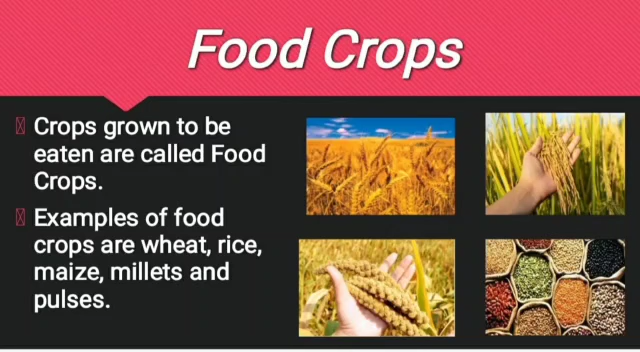 Food Crops
Crops grown to be
eaten are called Food
Crops.
Examples of food
crops are wheat, rice,
maize, millets and
pulses.